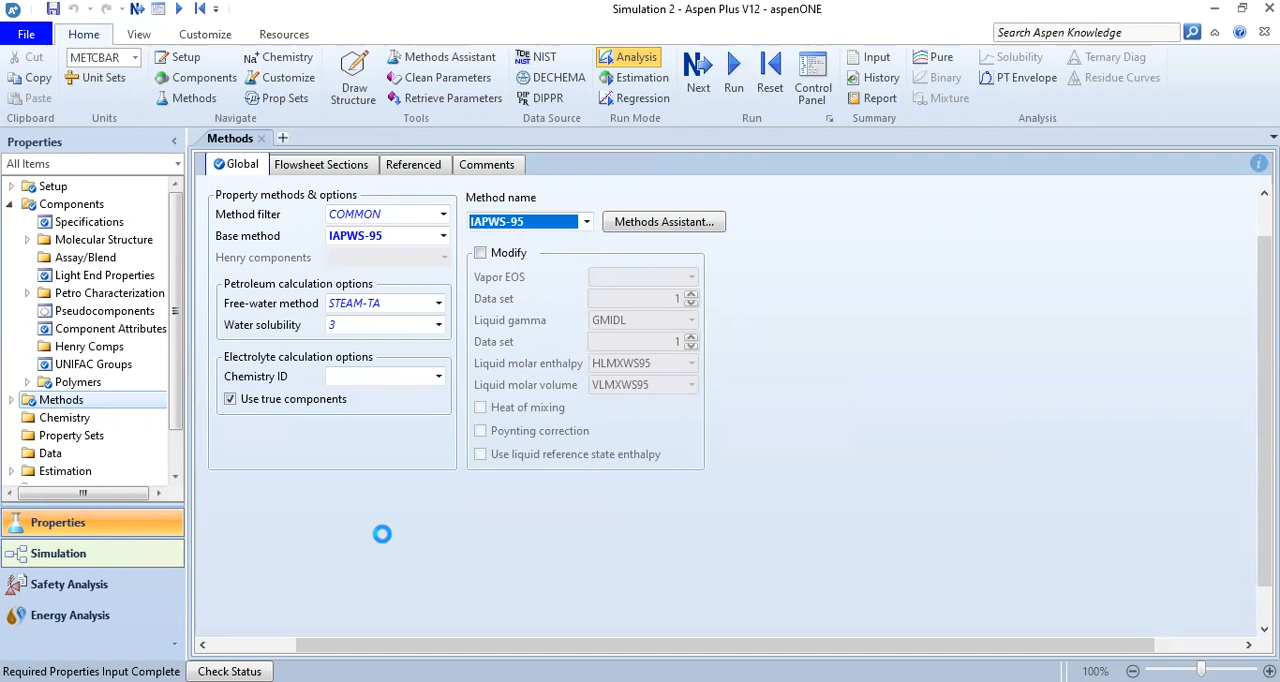 Simulation 2 - Aspen Plus V12 - aspenONE
File
Home
View
Customize
Resources
Search Aspen Knowledge
Cut
METCBAR
Setup
Chemistry
Methods Assistant
NIST
Analysis
Input
Pure
Solubility
Ternary Diag
Copy
Unit Sets
Components
Customize
Clean Parameters
DECHEMA
Estimation
History
Binary
PT Envelope
Residue Curves
Paste
Methods
Prop Sets
Draw Structure
Retrieve Parameters
DIPPR
Regression
Next
Run
Reset
Control Panel
Report
Mixture
Clipboard
Units
Navigate
Tools
Data Source
Run Mode
Run
Summary
Analysis
Properties
All Items
Setup
Components
Specifications
Molecular Structure
Assay/Blend
Light End Properties
Petro Characterization
Pseudocomponents
Component Attributes
Henry Comps
UNIFAC Groups
Polymers
Methods
Chemistry
Property Sets
Data
Estimation
Properties
Simulation
Safety Analysis
Energy Analysis
Methods
Global
Flowsheet Sections
Referenced
Comments
Property methods & options
Method filter COMMON
Base method IAPWS-95
Henry components
Petroleum calculation options
Free-water method STEAM-TA
Water solubility 3
Electrolyte calculation options
Chemistry ID
Use true components
Method name
IAPWS-95
Methods Assistant...
Modify
Vapor EOS
Data set 1
Liquid gamma GMIDL
Data set 1
Liquid molar enthalpy HLMXWS95
Liquid molar volume VLMXWS95
Heat of mixing
Poynting correction
Use liquid reference state enthalpy
Required Properties Input Complete
Check Status
100%